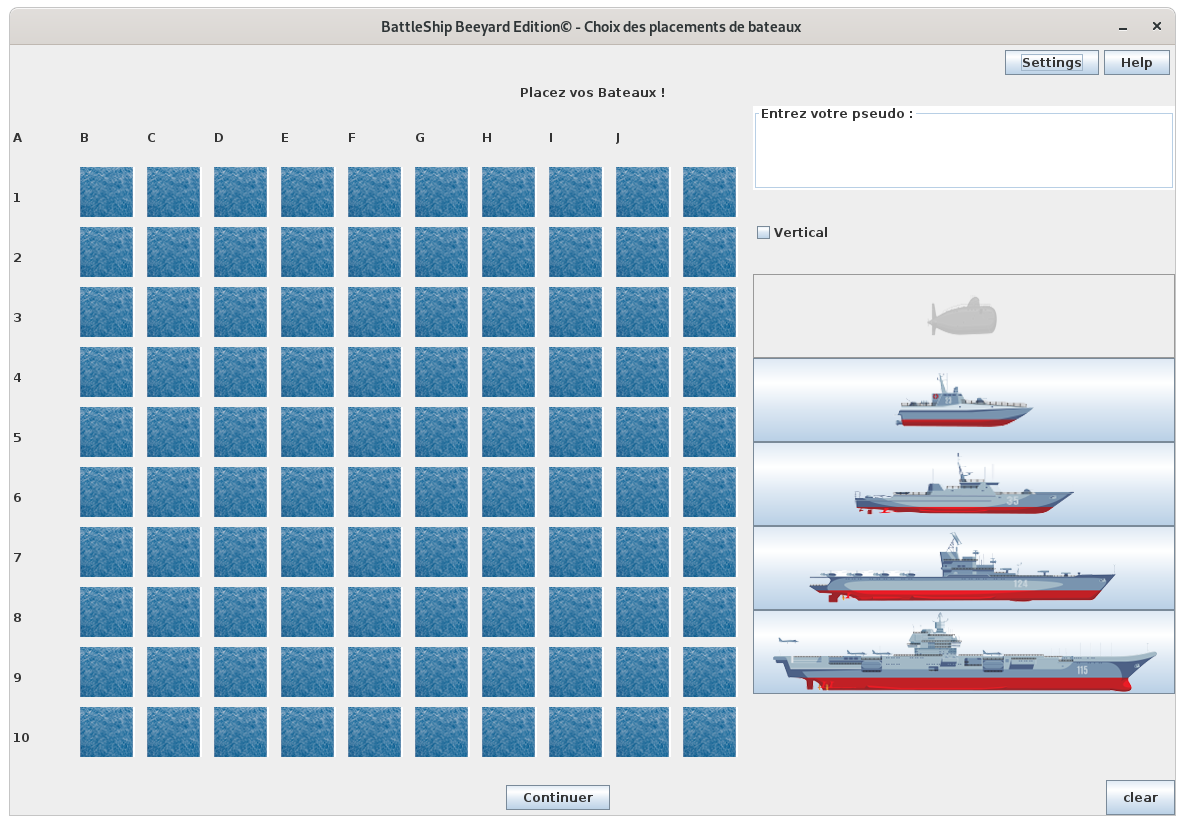 BattleShip Beeyard Edition© - Choix des placements de bateaux
Settings Help
Placez vos Bateaux !
Entrez votre pseudo :
A B C D E F G H I J
1
2
3
4
5
6
7
8
9
10
Vertical
124
115
Continuer
clear